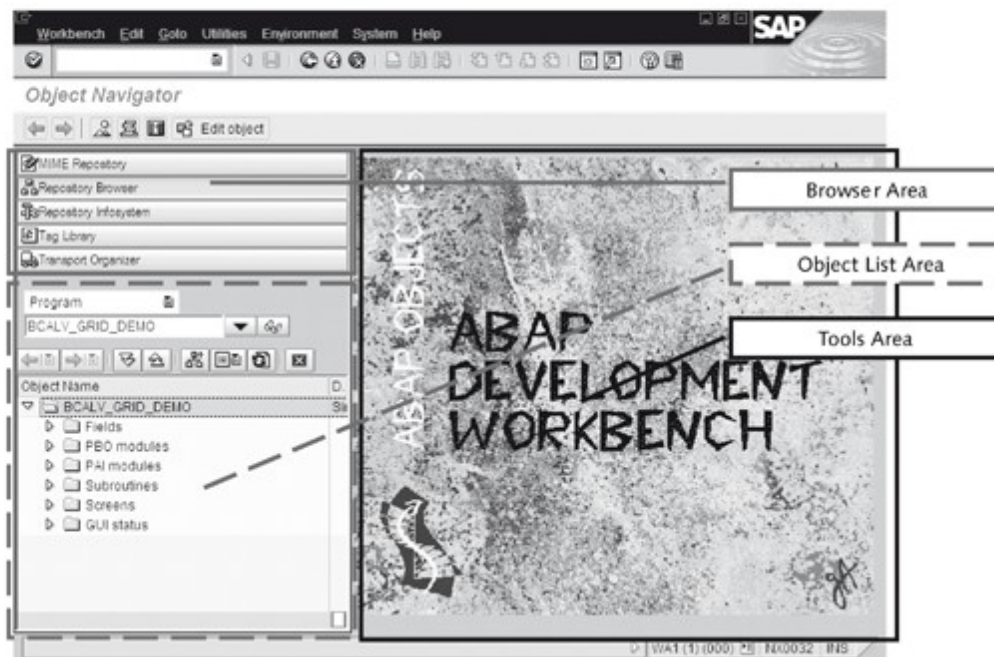 Workbench Edit Goto Utilities Environment System Help
SAP
Object Navigator
Edit object
MIME Repository
Repository Browser
Repository Infosystem
Tag Library
Transport Organizer
Program
BCALV_GRID_DEMO
Object Name D.
BCALV_GRID_DEMO
Fields
PBO modules
PAI modules
Subroutines
Screens
GUI status
ABAP OBJECTS
ABAP
DEVELOPMENT
WORKBENCH
Browser Area
Object List Area
Tools Area
WA1 (1) (000) NX0032 INS